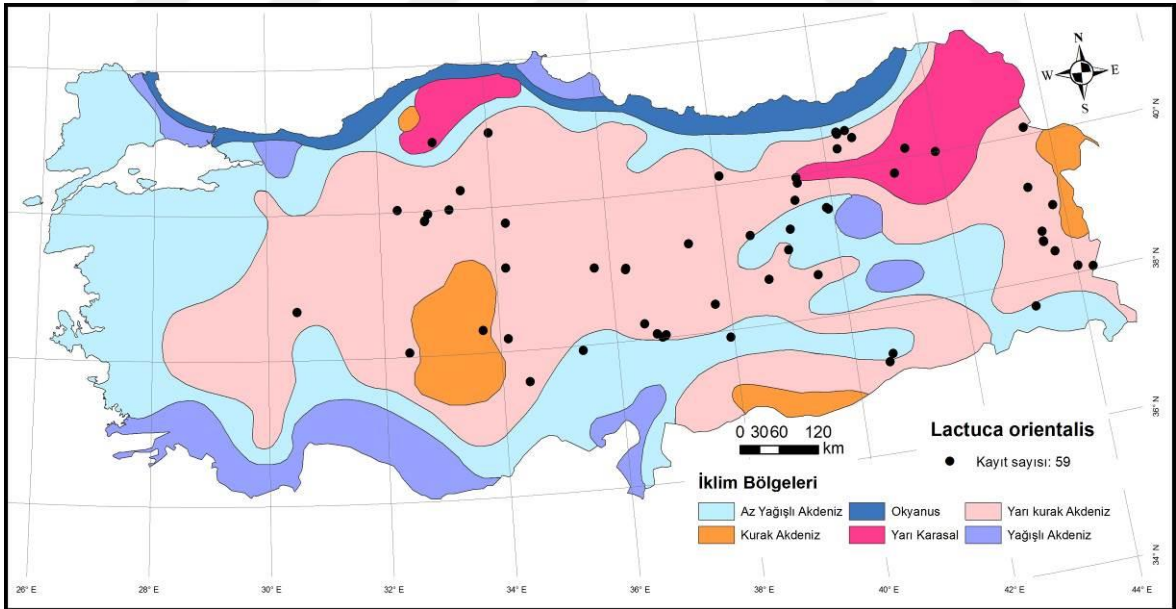 N
W E
S
40° N
38° N
36° N
34° N
0 30 60 120
km
Lactuca orientalis
Kayıt sayısı: 59
İklim Bölgeleri
Az Yağışlı Akdeniz
Okyanus
Yarı kurak Akdeniz
Kurak Akdeniz
Yarı Karasal
Yağışlı Akdeniz
26° E 28° E 30° E 32° E 34° E 36° E 38° E 40° E 42° E 44° E